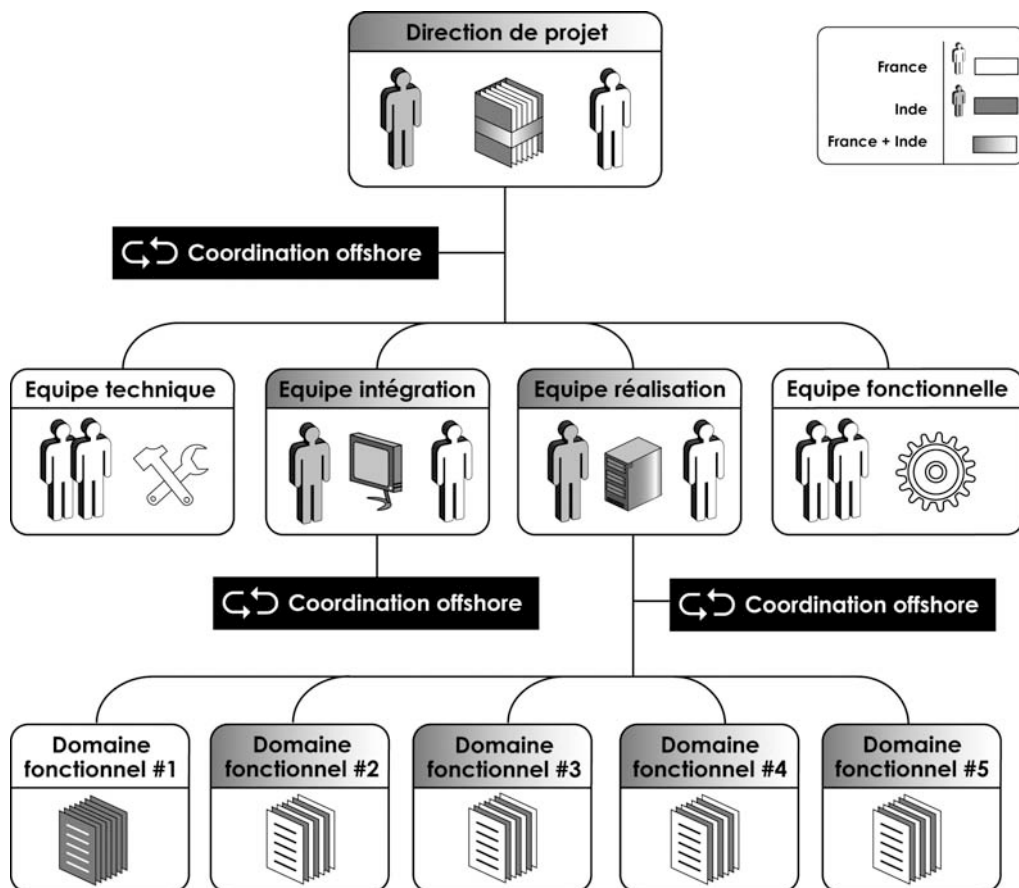 Direction de projet
France
Inde
France + Inde
Coordination offshore
Equipe technique
Equipe intégration
Equipe réalisation
Equipe fonctionnelle
Coordination offshore
Coordination offshore
Domaine
fonctionnel #1
Domaine
fonctionnel #2
Domaine
fonctionnel #3
Domaine
fonctionnel #4
Domaine
fonctionnel #5